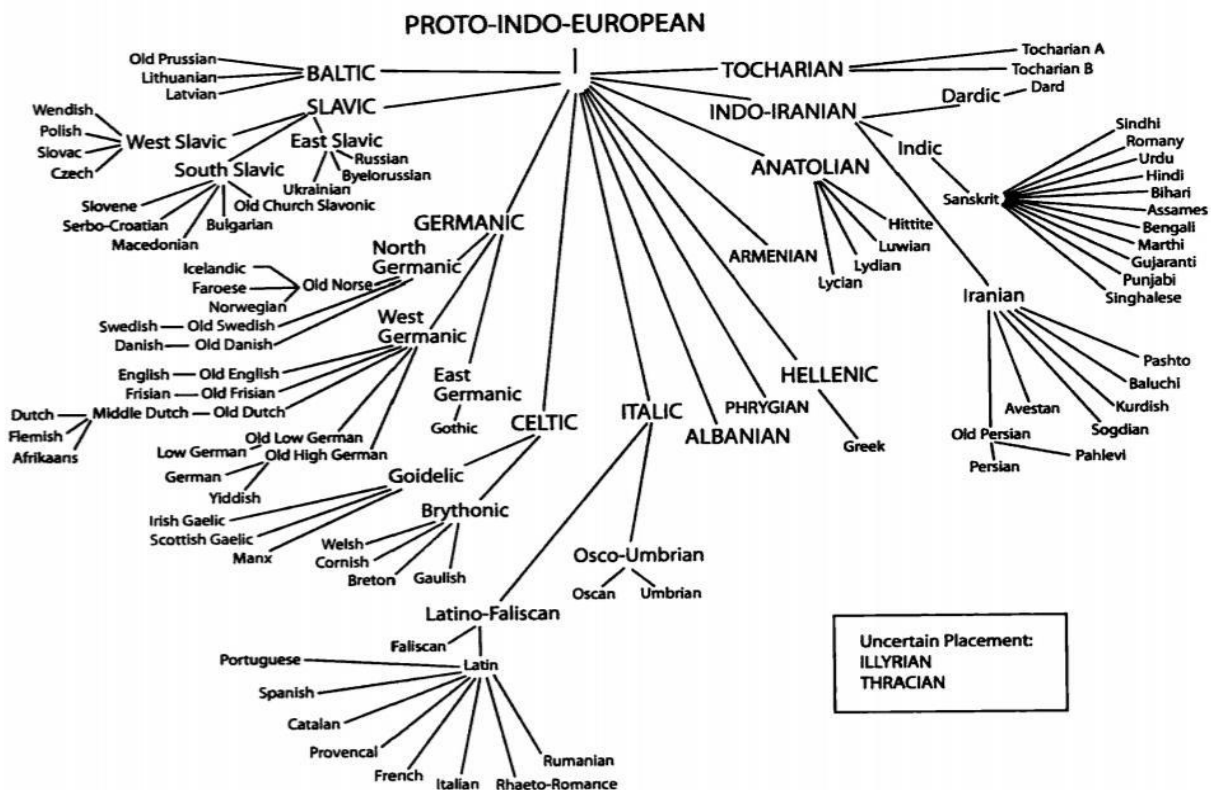 PROTO-INDO-EUROPEAN
Old Prussian
Lithuanian
Latvian
BALTIC
TOCHARIAN
Tocharian A
Tocharian B
SLAVIC
Wendish
Polish
Slovac
Czech
West Slavic
East Slavic
Russian
Byelorussian
Ukrainian
South Slavic
Old Church Slavonic
Slovene
Serbo-Croatian
Macedonian
Bulgarian
INDO-IRANIAN
Dardic
Dard
Indic
Sanskrit
Sindhi
Romany
Urdu
Hindi
Bihari
Assames
Bengali
Marthi
Gujaranti
Punjabi
Singhalese
Iranian
Pashto
Baluchi
Kurdish
Sogdian
Avestan
Old Persian
Pahlevi
Persian
ANATOLIAN
Hittite
Luwian
Lydian
Lycian
ARMENIAN
HELLENIC
Greek
PHRYGIAN
ALBANIAN
GERMANIC
North
Germanic
Icelandic
Faroese
Norwegian
Old Norse
Swedish
Old Swedish
Danish
Old Danish
West
Germanic
English
Old English
Frisian
Old Frisian
Dutch
Flemish
Afrikaans
Middle Dutch
Old Dutch
Low German
Old Low German
Old High German
German
Yiddish
East
Germanic
Gothic
CELTIC
Goidelic
Irish Gaelic
Scottish Gaelic
Manx
Brythonic
Welsh
Cornish
Breton
Gaulish
ITALIC
Osco-Umbrian
Oscan
Umbrian
Latino-Faliscan
Faliscan
Latin
Portuguese
Spanish
Catalan
Provencal
French
Italian
Rhaeto-Romance
Rumanian
Uncertain Placement:
ILLYRIAN
THRACIAN